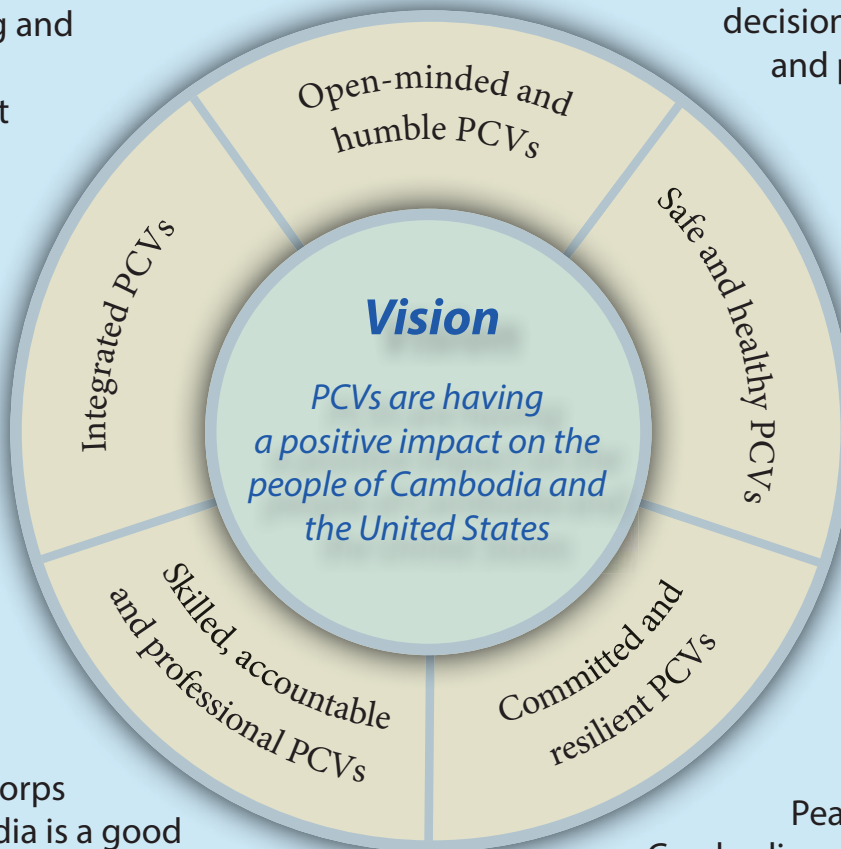 g and
t
decision
and p
Open-minded and
humble PCVs
Safe and healthy PCVs
Committed and
resilient PCVs
Skilled, accountable
and professional PCVs
Integrated PCVs
Vision
PCVs are having
a positive impact on the
people of Cambodia and
the United States
orps
dia is a good
Pea